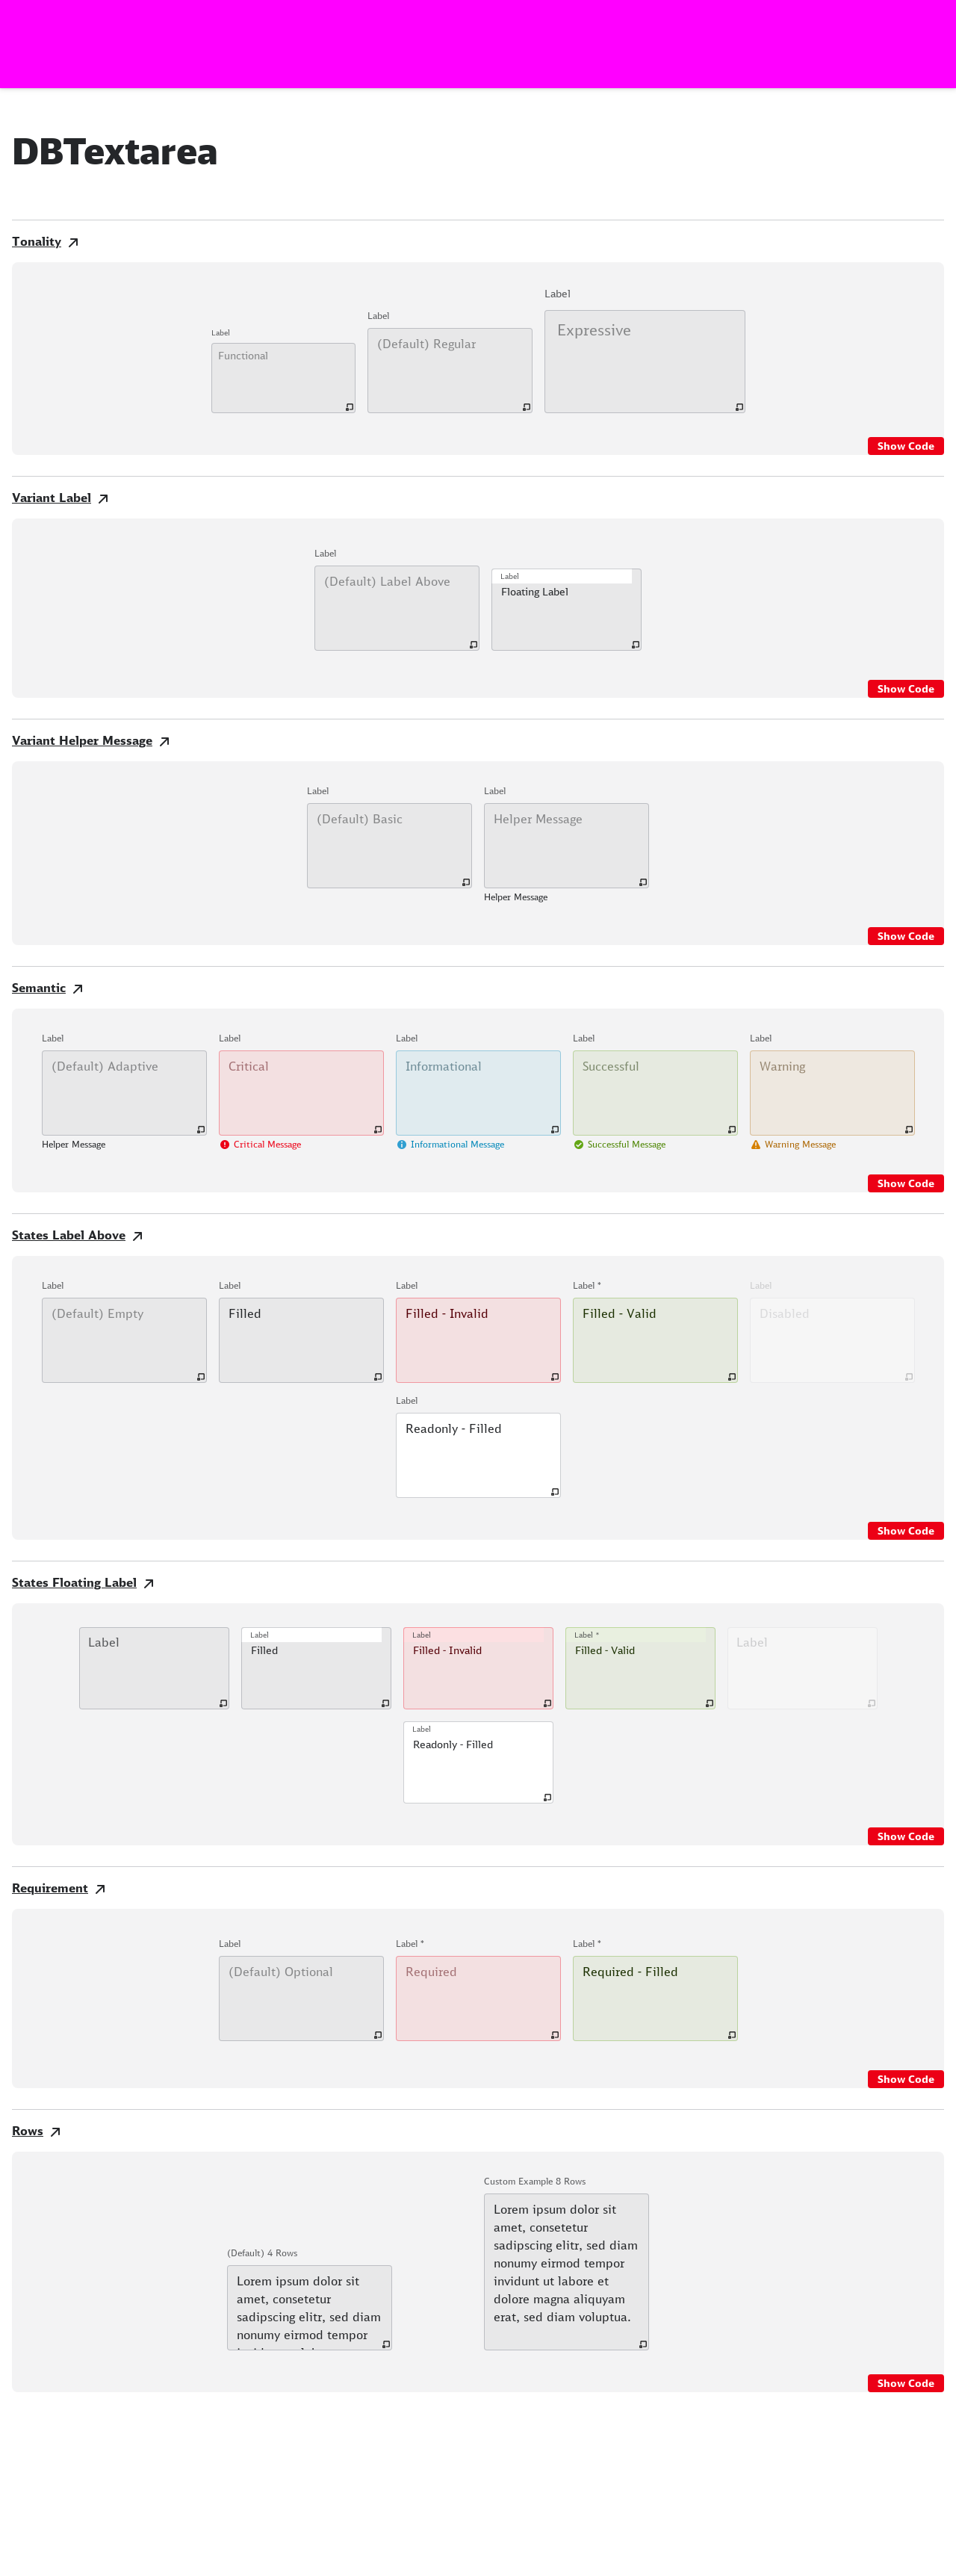 DBTextarea
Tonality
Label
Label
Label
Functional
(Default) Regular
Expressive
Show Code
Variant Label
Label
(Default) Label Above
Label
Floating Label
Show Code
Variant Helper Message
Label
Label
(Default) Basic
Helper Message
Helper Message
Show Code
Semantic
Label
Label
Label
Label
Label
(Default) Adaptive
Critical
Informational
Successful
Warning
Helper Message
Critical Message
Informational Message
Successful Message
Warning Message
Show Code
States Label Above
Label
Label
Label
Label *
Label
(Default) Empty
Filled
Filled - Invalid
Filled - Valid
Disabled
Label
Readonly - Filled
Show Code
States Floating Label
Label
Label
Filled
Label
Filled - Invalid
Label *
Filled - Valid
Label
Label
Readonly - Filled
Show Code
Requirement
Label
Label *
Label *
(Default) Optional
Required
Required - Filled
Show Code
Rows
(Default) 4 Rows
Lorem ipsum dolor sit
amet, consetetur
sadipscing elitr, sed diam
nonumy eirmod tempor
Custom Example 8 Rows
Lorem ipsum dolor sit
amet, consetetur
sadipscing elitr, sed diam
nonumy eirmod tempor
invidunt ut labore et
dolore magna aliquyam
erat, sed diam voluptua.
Show Code